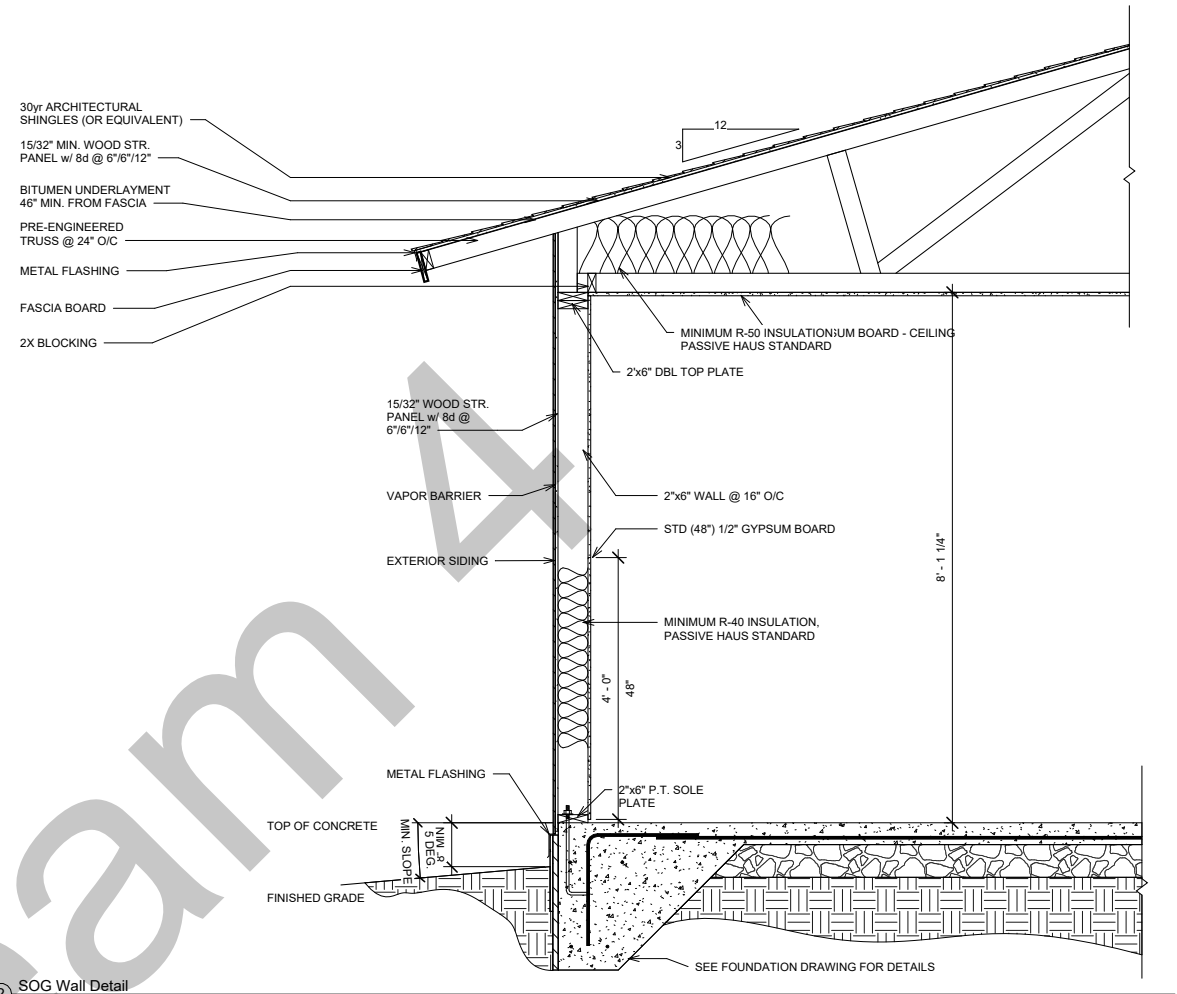 30yr ARCHITECTURAL
SHINGLES (OR EQUIVALENT)
15/32" MIN. WOOD STR.
PANEL w/ 8d @ 6"/6"/12"
BITUMEN UNDERLAYMENT
46" MIN. FROM FASCIA
PRE-ENGINEERED
TRUSS @ 24" O/C
METAL FLASHING
FASCIA BOARD
2X BLOCKING
12
3
MINIMUM R-50 INSULATION
PASSIVE HAUS STANDARD
BOARD - CEILING
2'x6" DBL TOP PLATE
15/32" WOOD STR.
PANEL w/ 8d @
6"/6"/12"
VAPOR BARRIER
2"x6" WALL @ 16" O/C
STD (48") 1/2" GYPSUM BOARD
EXTERIOR SIDING
8' - 1 1/4"
MINIMUM R-40 INSULATION,
PASSIVE HAUS STANDARD
4' - 0"
48"
METAL FLASHING
2"x6" P.T. SOLE
PLATE
TOP OF CONCRETE
MIN. SLOPE
5 DEG.
MIN
FINISHED GRADE
SEE FOUNDATION DRAWING FOR DETAILS
SOG Wall Detail
am 4